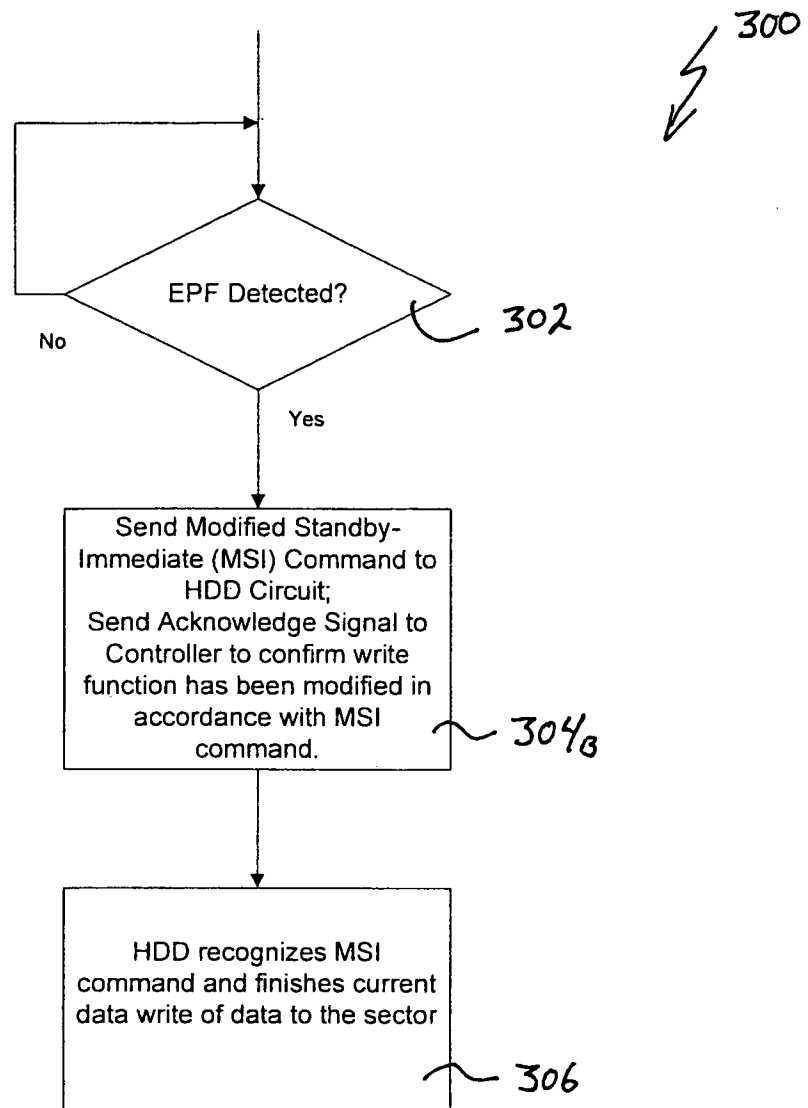 300
EPF Detected?
302
No
Yes
Send Modified Standby-
Immediate (MSI) Command to
HDD Circuit;
Send Acknowledge Signal to
Controller to confirm write
function has been modified in
accordance with MSI
command.
304B
HDD recognizes MSI
command and finishes current
data write of data to the sector
306